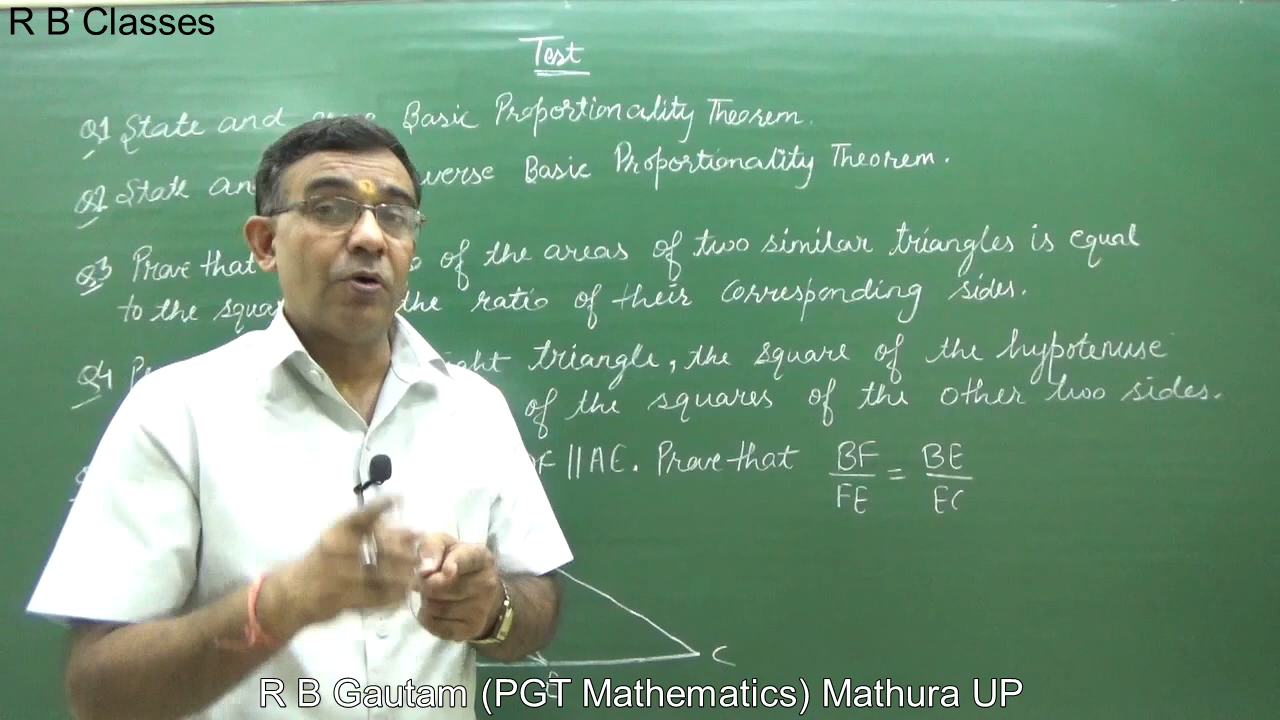 R B Classes
Test
Q1 State and Basic Proportionality Theorem.
Q2 State an verse Basic Proportionality Theorem.
Q3 Prove that of the areas of two similar triangles is equal
to the squa the ratio of their corresponding sides.
Q4 ight triangle, the square of the hypotenuse
of the squares of the other two sides.
DF || AE. Prove that BF/FE = BE/EC
C
E
R B Gautam (PGT Mathematics) Mathura UP